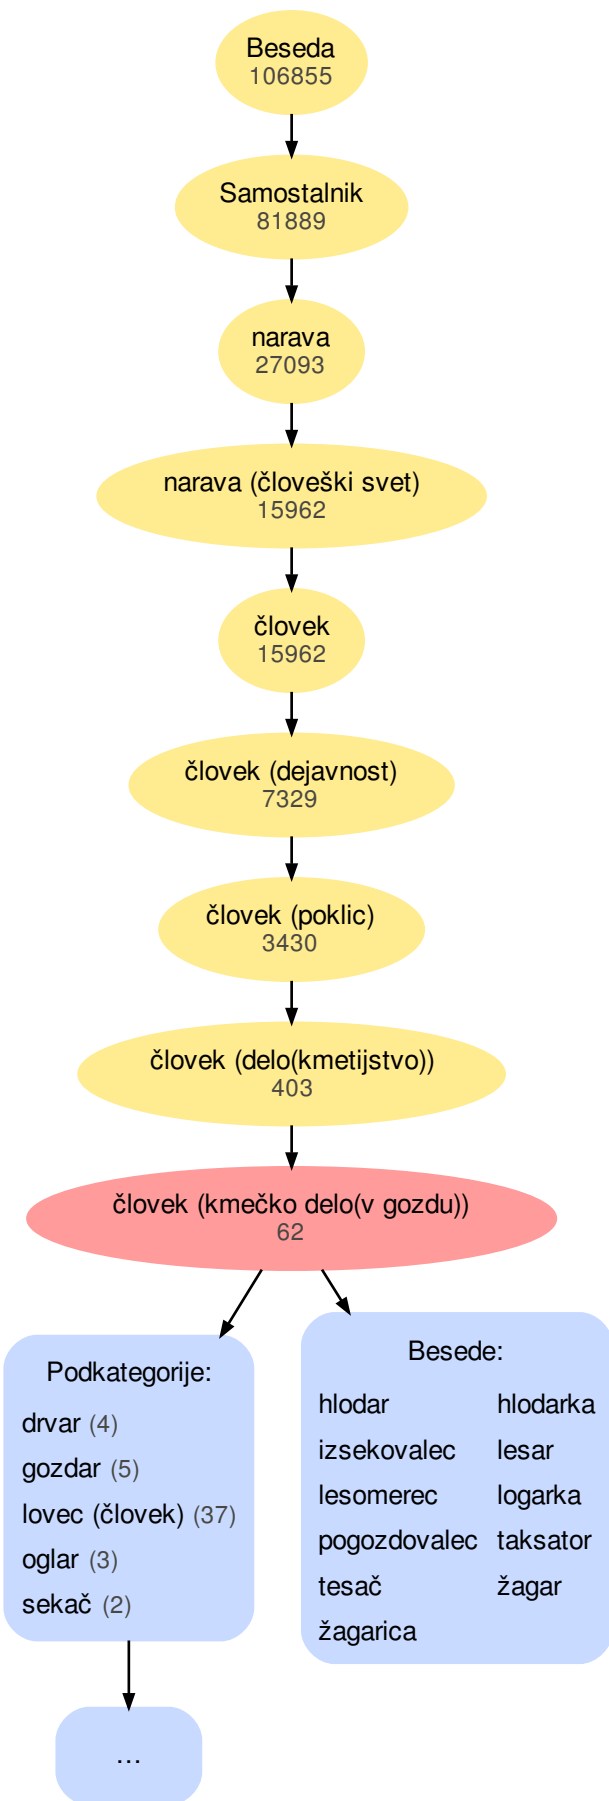 Beseda
106855
Samostalnik
81889
narava
27093
narava (človeški svet)
15962
človek
15962
človek (dejavnost)
7329
človek (poklic)
3430
človek (delo(kmetijstvo))
403
človek (kmečko delo(v gozdu))
62
Podkategorije:
drvar (4)
gozdar (5)
lovec (človek) (37)
oglar (3)
sekač (2)
...
Besede:
hlodar hlodarka
izsekovalec lesar
lesomerec logarka
pogozdovalec taksator
tesač žagar
žagarica